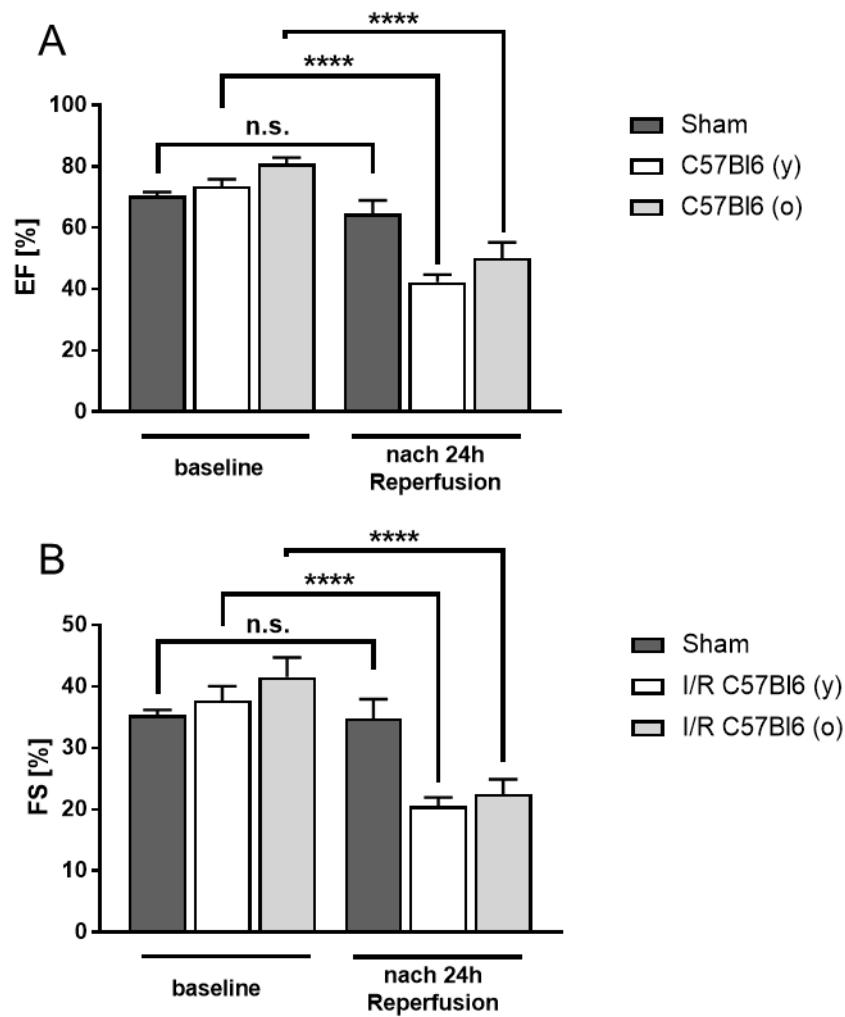 A
****
****
n.s.
100
80
60
40
20
0
EF [%]
baseline
nach 24h
Reperfusion
Sham
C57Bl6 (y)
C57Bl6 (o)
B
****
****
n.s.
50
40
30
20
10
0
FS [%]
baseline
nach 24h
Reperfusion
Sham
I/R C57Bl6 (y)
I/R C57Bl6 (o)